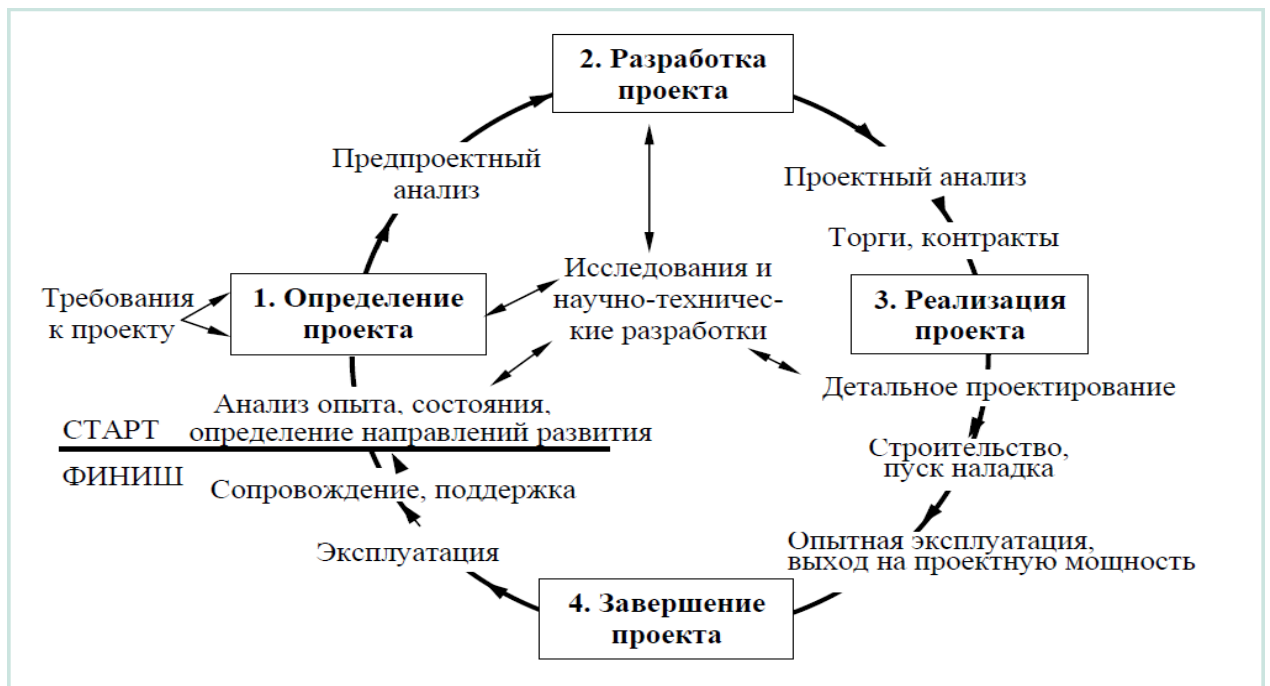 2. Разработка
проекта
Предпроектный
анализ
Проектный анализ
Торги, контракты
Требования
к проекту
1. Определение
проекта
Исследования и
научно-техничес-
кие разработки
3. Реализация
проекта
Детальное проектирование
Анализ опыта, состояния,
определение направлений развития
СТАРТ
ФИНИШ
Строительство,
пуск наладка
Сопровождение, поддержка
Эксплуатация
Опытная эксплуатация,
выход на проектную мощность
4. Завершение
проекта